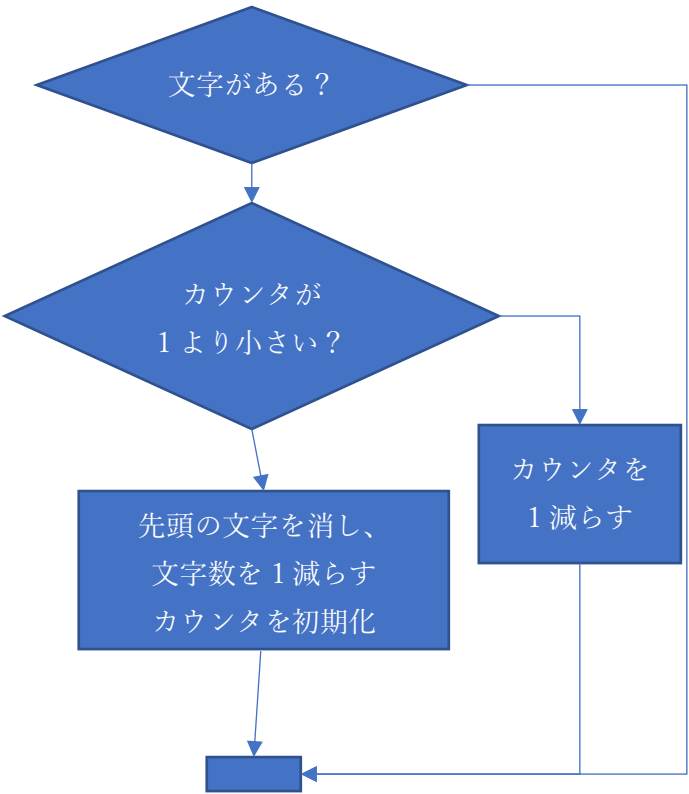 文字がある？
カウンタが
１より小さい？
カウンタを
１減らす
先頭の文字を消し、
文字数を１減らす
カウンタを初期化